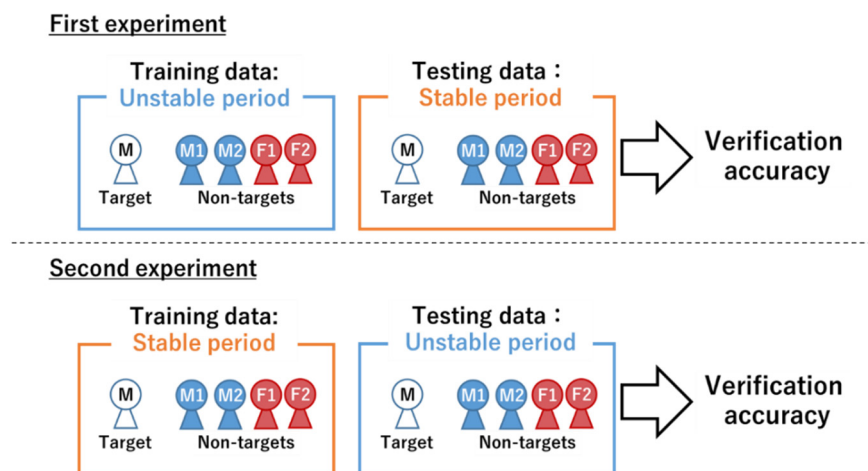 First experiment
Training data: Testing data：
Unstable period Stable period
M M1 M2 F1 F2 M M1 M2 F1 F2
Target Non-targets Target Non-targets
Verification
accuracy
Second experiment
Training data: Testing data：
Stable period Unstable period
M M1 M2 F1 F2 M M1 M2 F1 F2
Target Non-targets Target Non-targets
Verification
accuracy